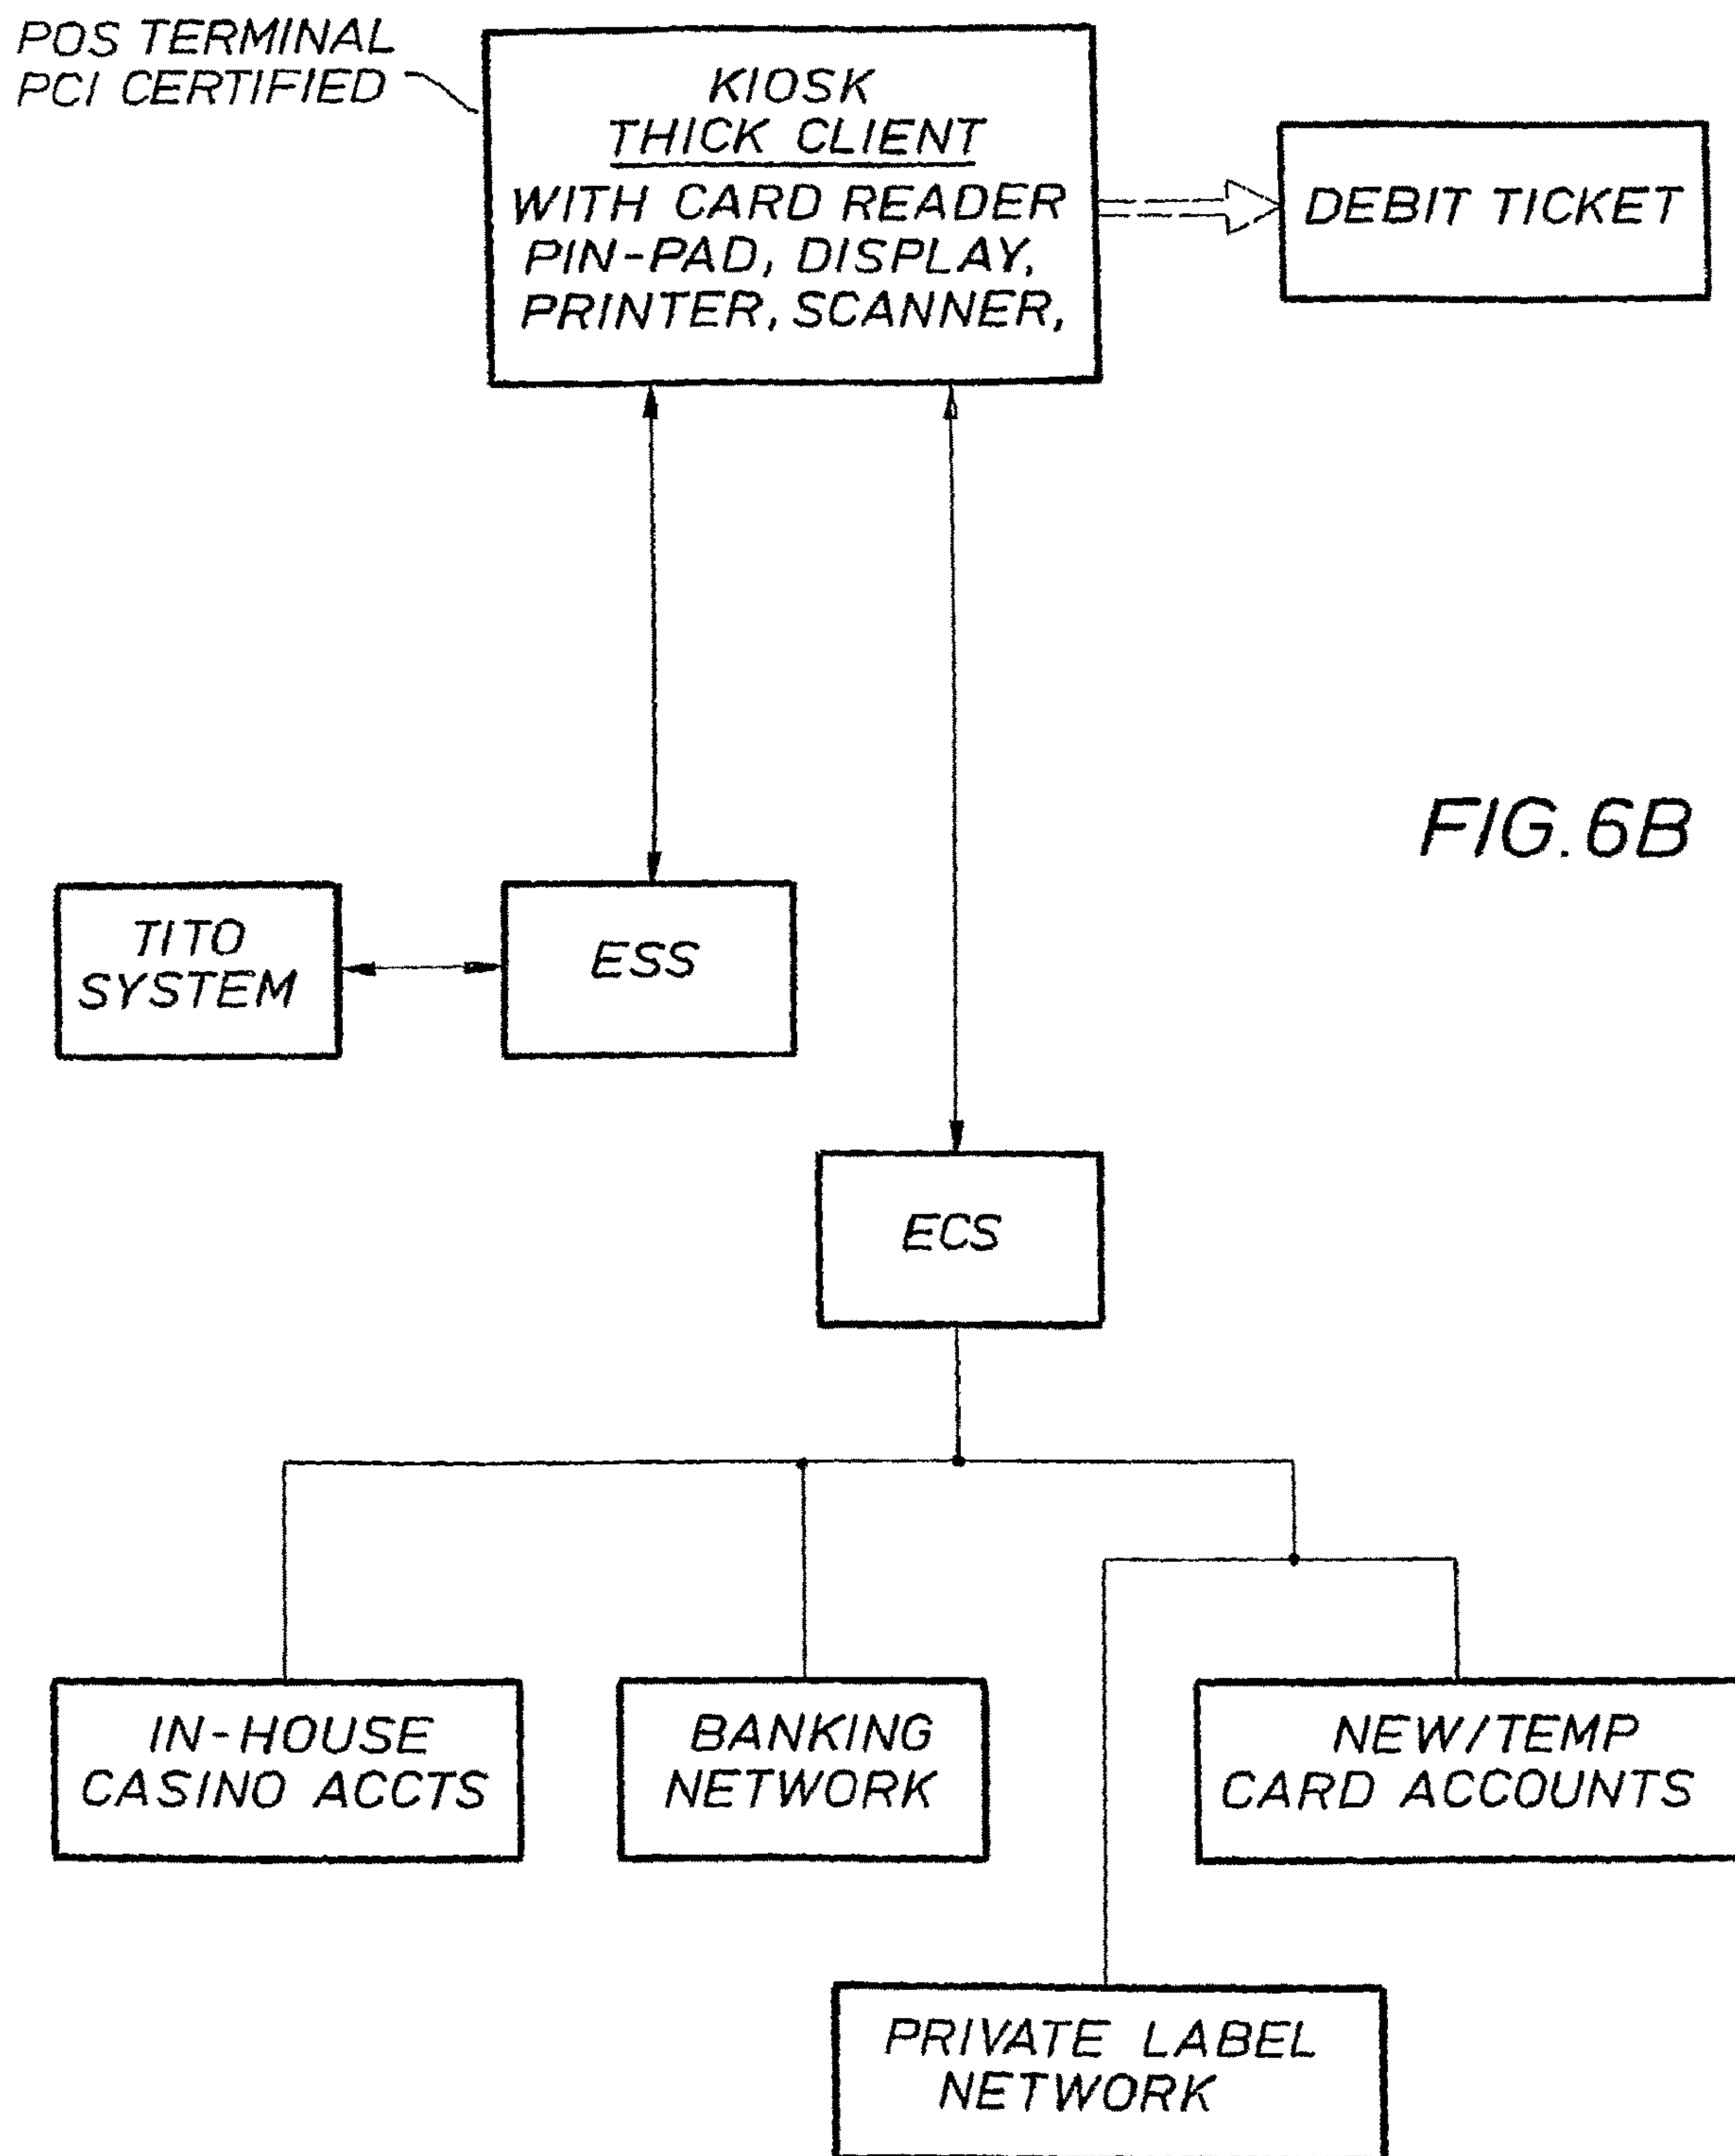 POS TERMINAL
PCI CERTIFIED
KIOSK
THICK CLIENT
WITH CARD READER
PIN-PAD, DISPLAY,
PRINTER, SCANNER,
DEBIT TICKET
FIG. 6B
TITO
SYSTEM
ESS
ECS
IN-HOUSE
CASINO ACCTS
BANKING
NETWORK
NEW/TEMP
CARD ACCOUNTS
PRIVATE LABEL
NETWORK